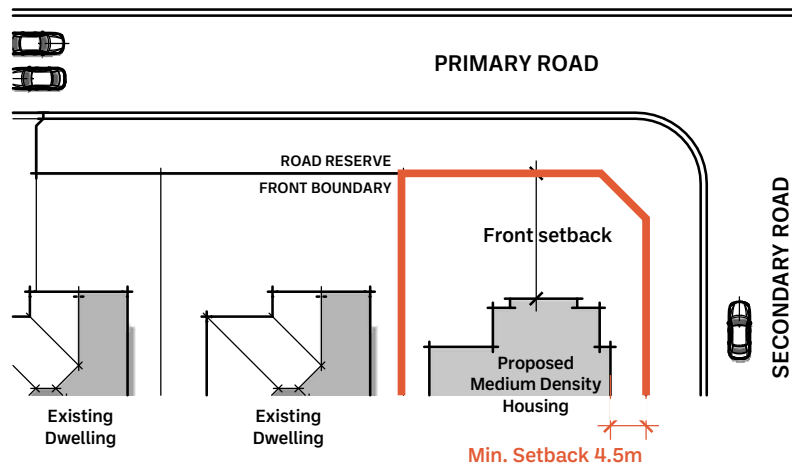 PRIMARY ROAD
ROAD RESERVE
FRONT BOUNDARY
SECONDARY ROAD
Front setback
Proposed
Medium Density
Housing
Existing
Dwelling
Existing
Dwelling
Min. Setback 4.5m